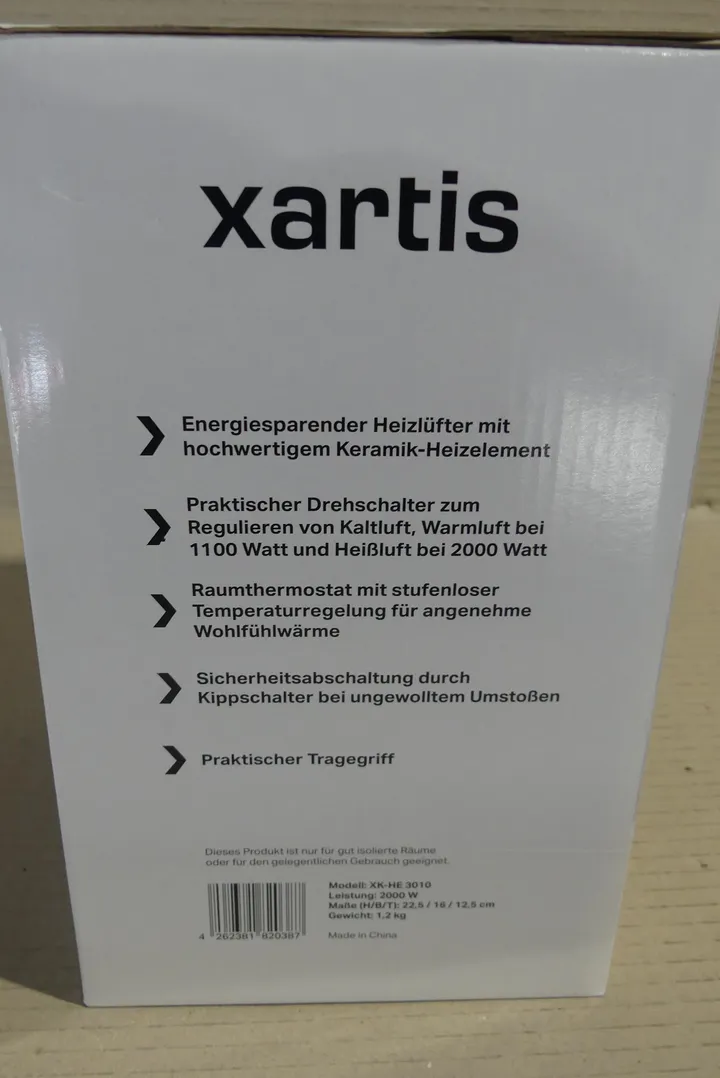 xartis
Energiesparender Heizlüfter mit
hochwertigem Keramik-Heizelement
Praktischer Drehschalter zum
Regulieren von Kaltluft, Warmluft bei
1100 Watt und Heißluft bei 2000 Watt
Raumthermostat mit stufenloser
Temperaturregelung für angenehme
Wohlfühlwärme
Sicherheitsabschaltung durch
Kippschalter bei ungewolltem Umstoßen
Praktischer Tragegriff
Dieses Produkt ist nur für gut isolierte Räume
oder für den gelegentlichen Gebrauch geeignet.
Modell: XK-HE 3010
Leistung: 2000 W
Maße (H/B/T): 22,5 / 16 / 12,5 cm
Gewicht: 1,2 kg
Made in China
4 262381 820387